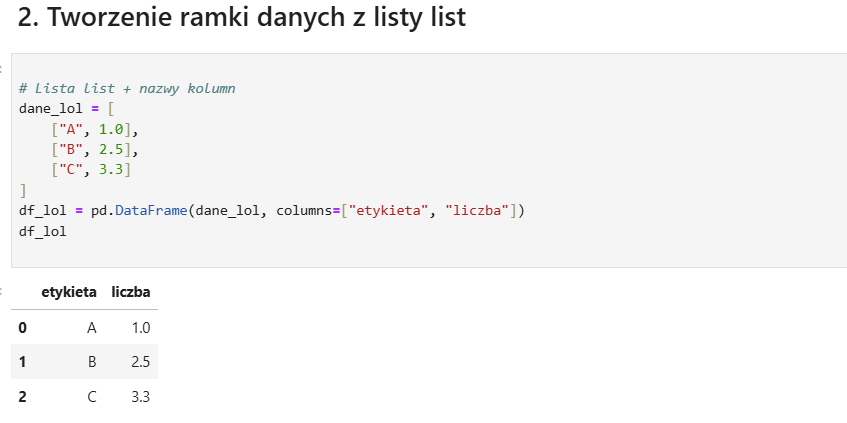 2. Tworzenie ramki danych z listy list
# Lista list + nazwy kolumn
dane_lol = [
    ["A", 1.0],
    ["B", 2.5],
    ["C", 3.3]
]
df_lol = pd.DataFrame(dane_lol, columns=["etykieta", "liczba"])
df_lol
etykieta liczba
0 A 1.0
1 B 2.5
2 C 3.3